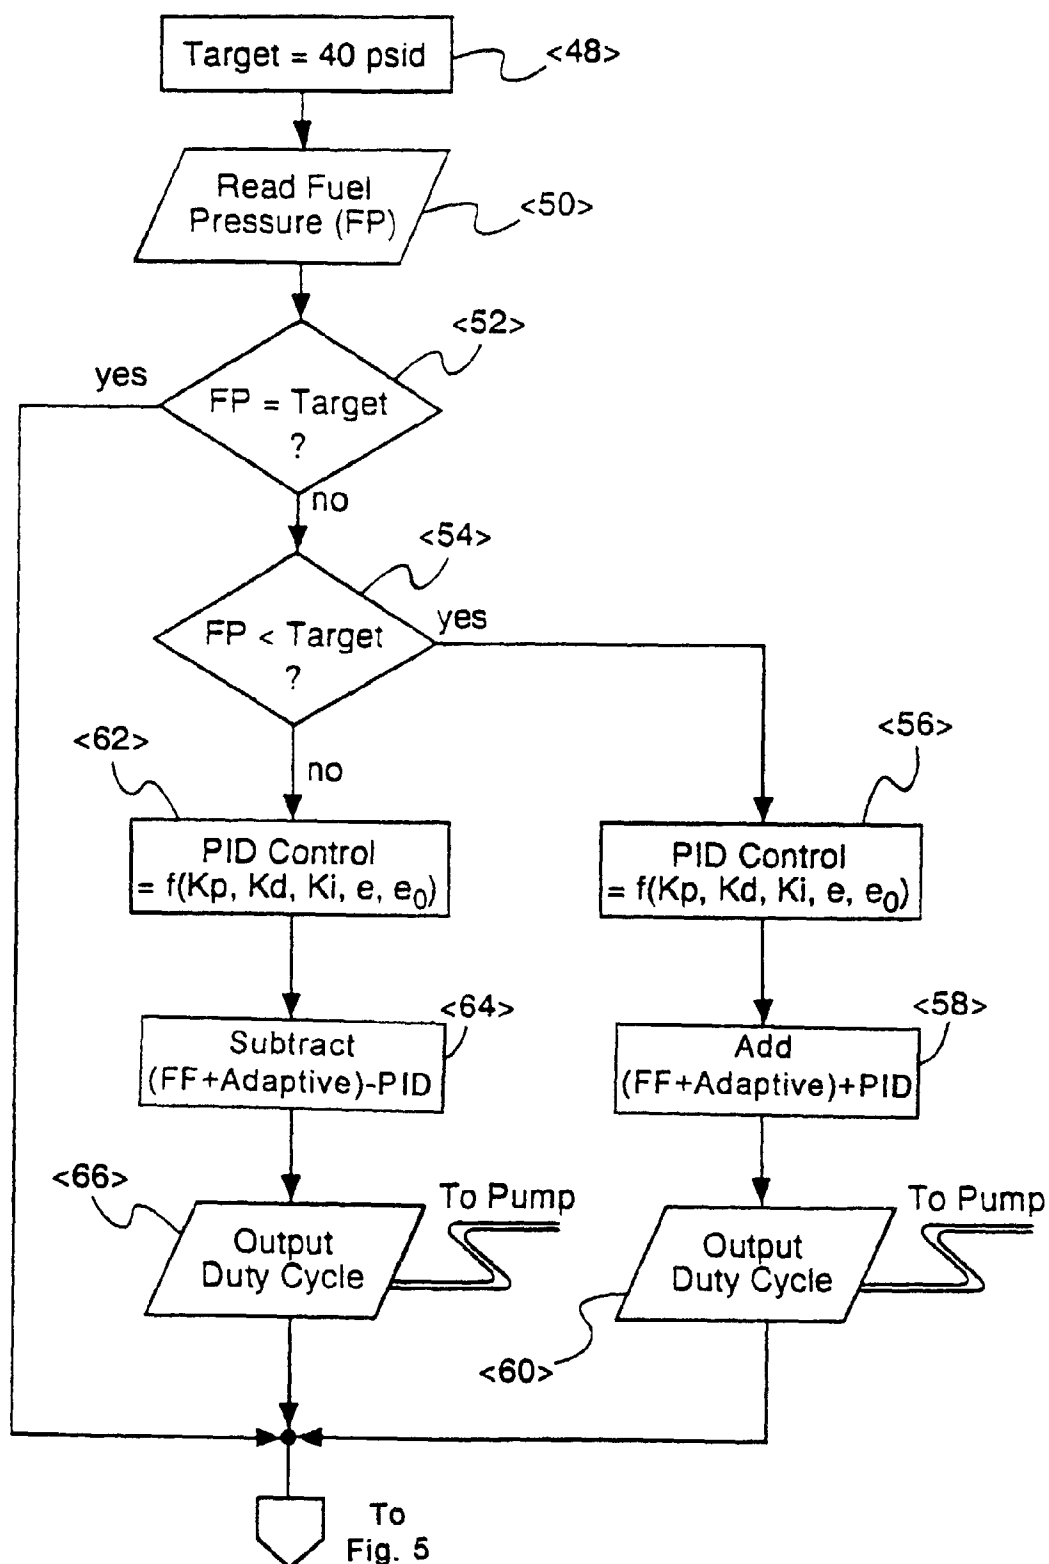 Target = 40 psid
<48>
Read Fuel
Pressure (FP)
<50>
<52>
yes
FP = Target
?
no
<54>
FP < Target
?
yes
<62>
no
<56>
PID Control
= f(Kp, Kd, Ki, e, e0)
PID Control
= f(Kp, Kd, Ki, e, e0)
<64>
Subtract
(FF+Adaptive)-PID
<58>
Add
(FF+Adaptive)+PID
<66>
Output
Duty Cycle
To Pump
Output
Duty Cycle
To Pump
<60>
To
Fig. 5